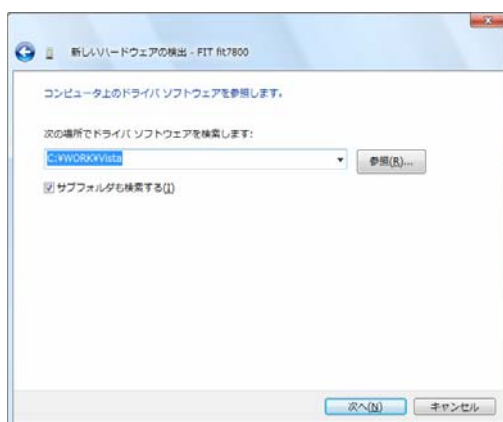 新しいハードウェアの検出 - FIT fit7800
コンピュータ上のドライバ ソフトウェアを参照します。
次の場所でドライバ ソフトウェアを検索します:
C:¥WORK¥Vista
参照(R)...
サブフォルダも検索する(I)
次へ(N)
キャンセル